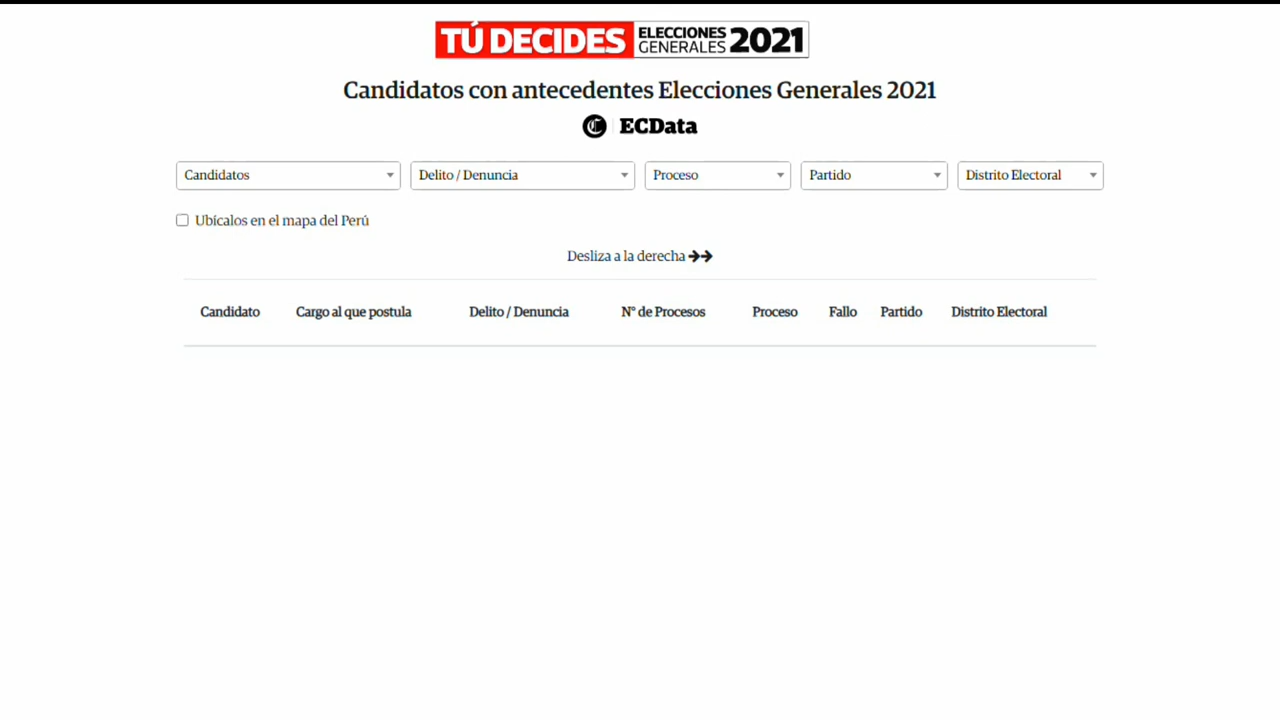 TÚ DECIDES ELECCIONES GENERALES 2021
Candidatos con antecedentes Elecciones Generales 2021
ECData
Candidatos Delito / Denuncia Proceso Partido Distrito Electoral
Ubícalos en el mapa del Perú
Desliza a la derecha
Candidato Cargo al que postula Delito / Denuncia N° de Procesos Proceso Fallo Partido Distrito Electoral